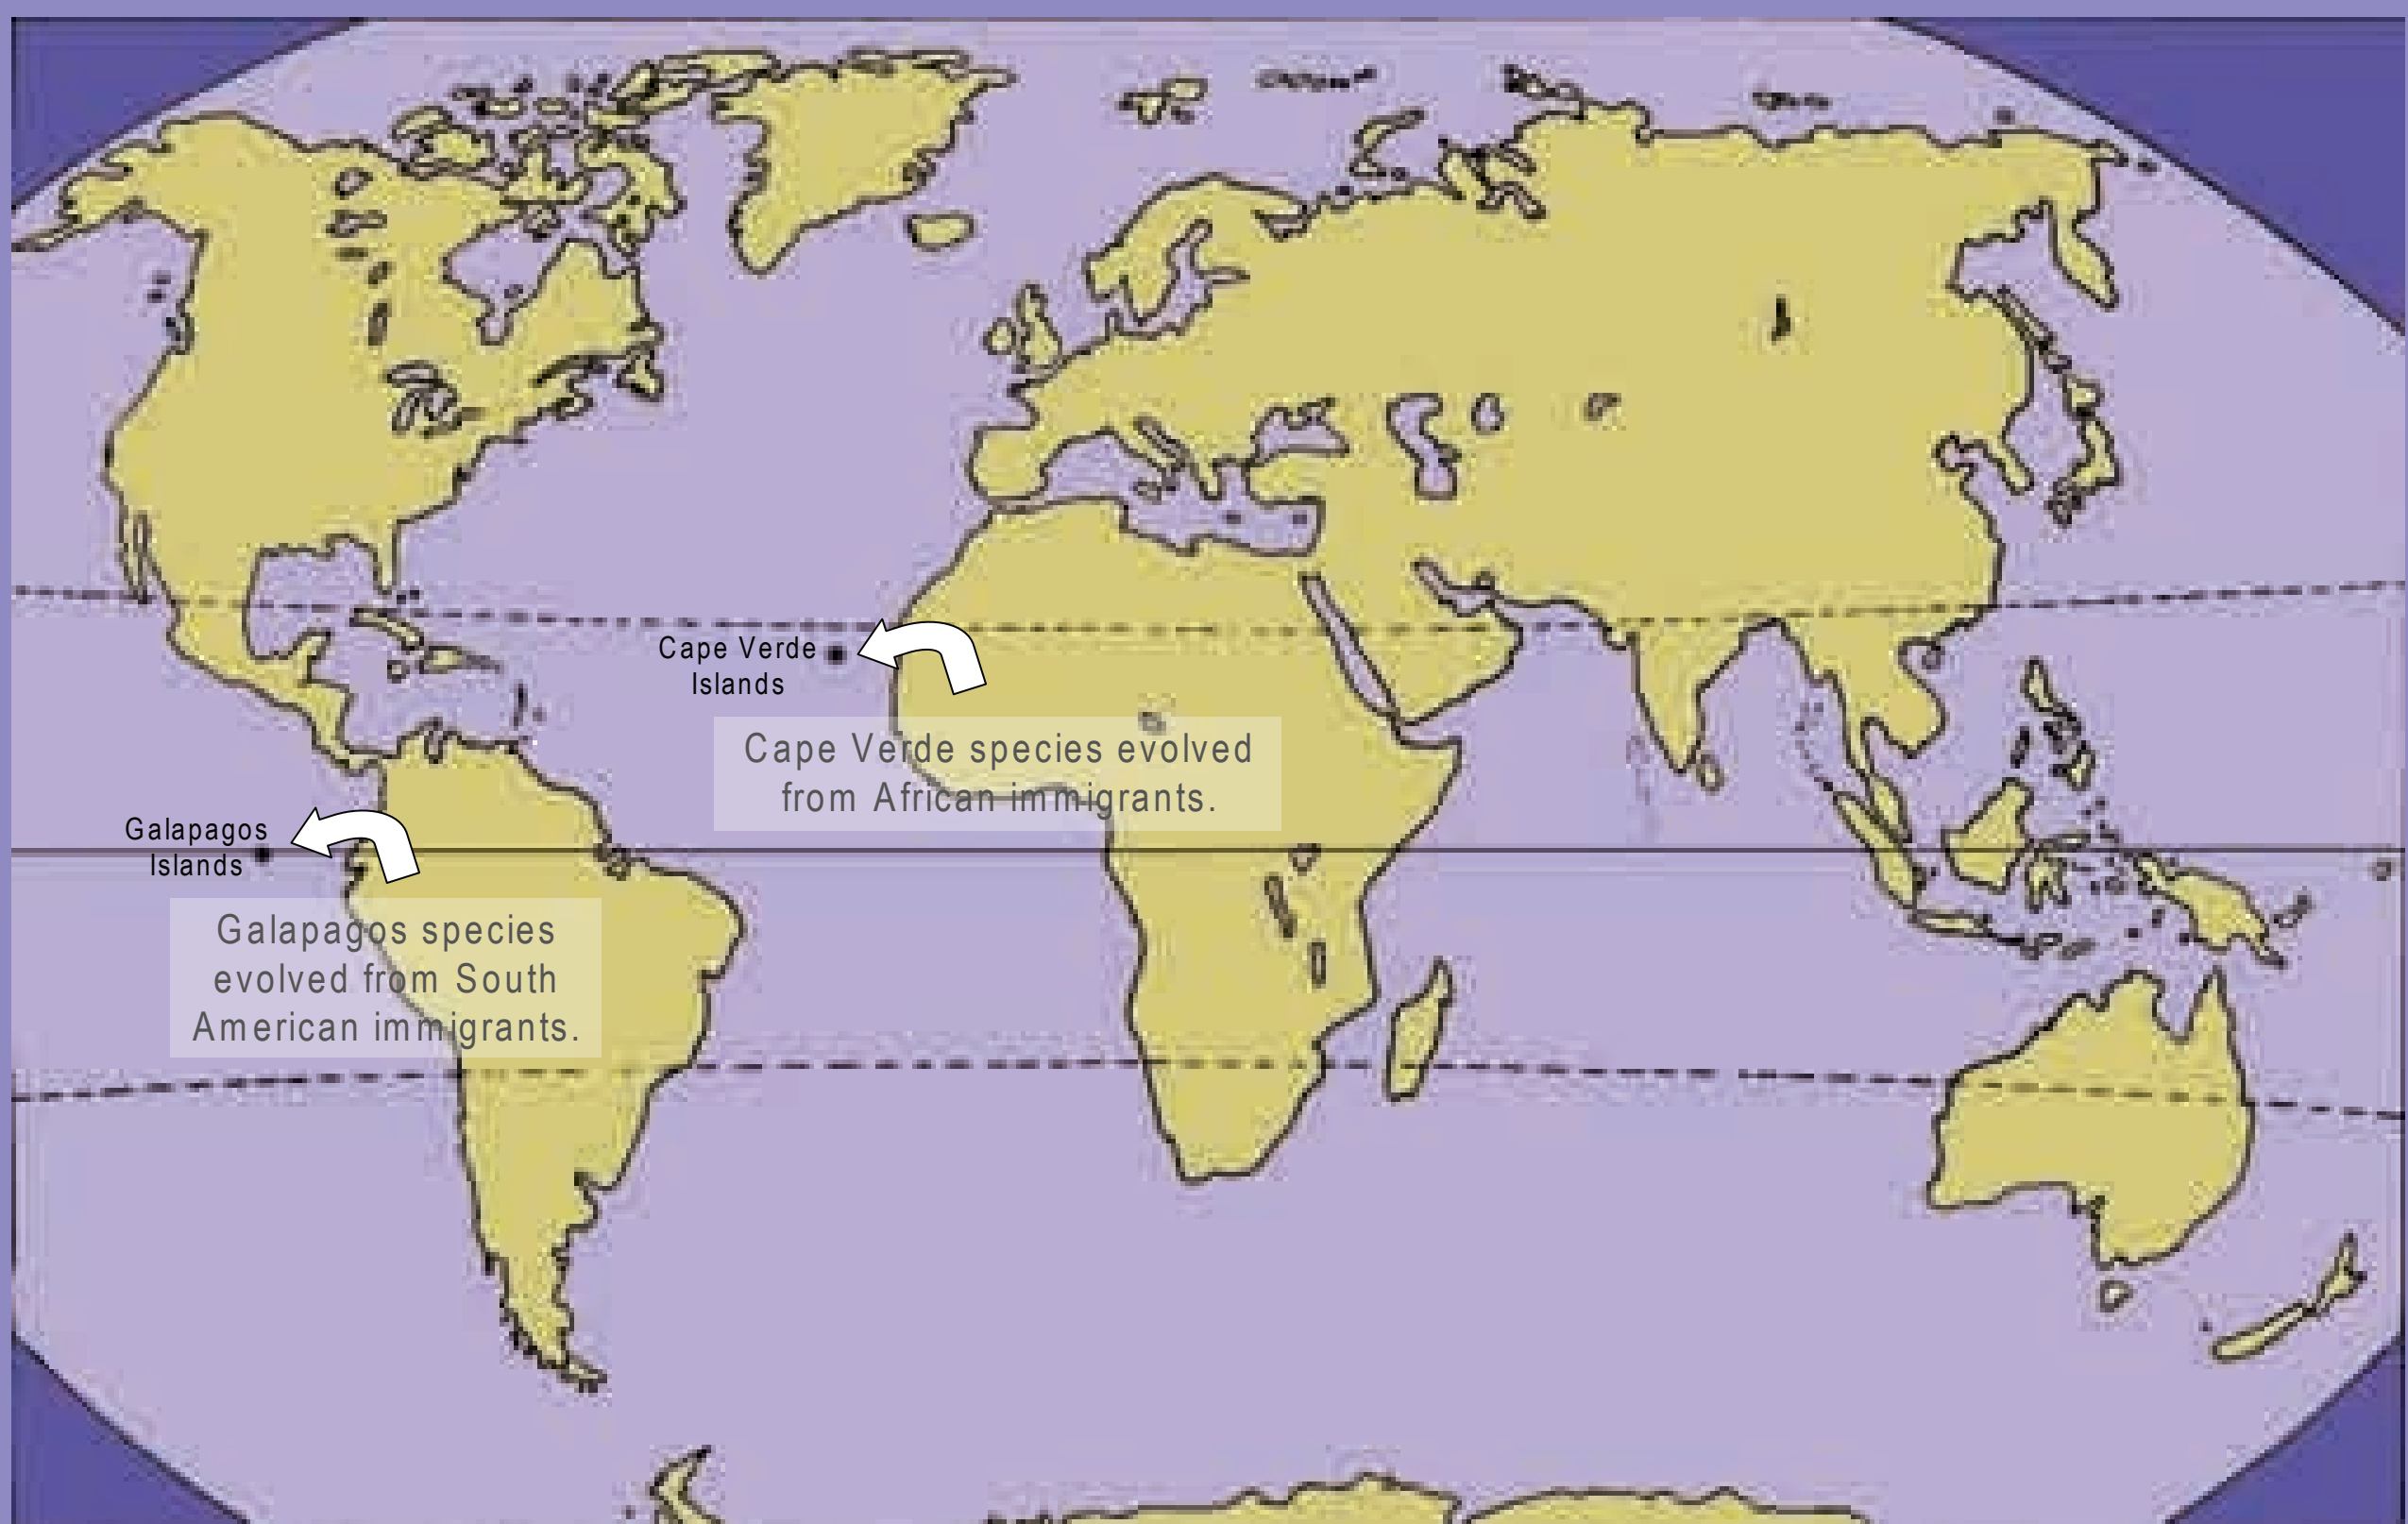 Cape Verde
Islands
Cape Verde species evolved
from African immigrants.
Galapagos
Islands
Galapagos species
evolved from South
American immigrants.